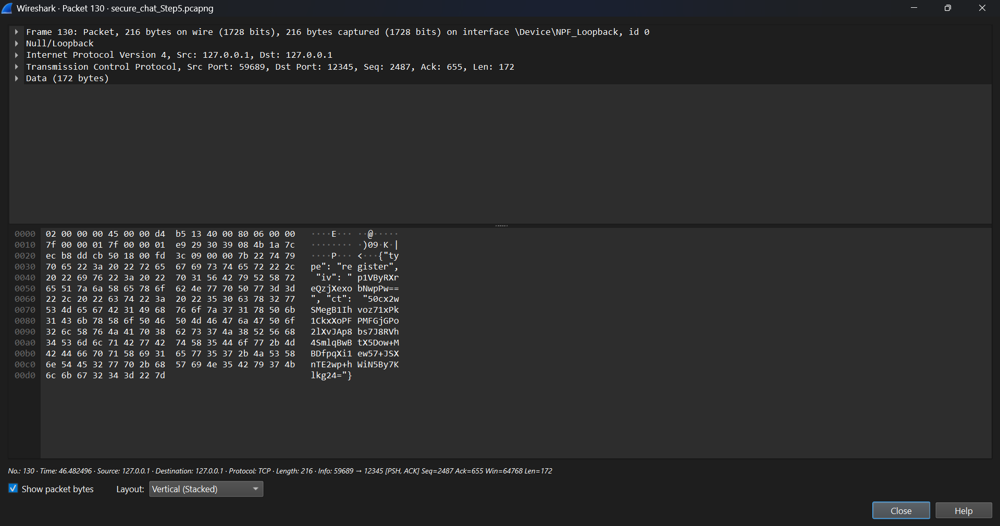 Wireshark · Packet 130 · secure_chat_Step5.pcapng
Frame 130: Packet, 216 bytes on wire (1728 bits), 216 bytes captured (1728 bits) on interface \Device\NPF_Loopback, id 0
Null/Loopback
Internet Protocol Version 4, Src: 127.0.0.1, Dst: 127.0.0.1
Transmission Control Protocol, Src Port: 59689, Dst Port: 12345, Seq: 2487, Ack: 655, Len: 172
Data (172 bytes)
0000 02 00 00 00 45 00 00 d4 b5 13 40 00 80 06 00 00 ····E··· ··@·····
0010 7f 00 00 01 7f 00 00 01 e9 29 30 39 08 4b 1a 7c ········ ·)09·K·|
0020 ec b8 dd cb 50 18 00 fd 3c 09 00 00 7b 22 74 79 ····P··· <···{"ty
0030 70 65 22 3a 20 22 72 65 67 69 73 74 65 72 22 2c pe": "re gister",
0040 20 22 69 76 22 3a 20 22 70 31 56 42 79 52 58 72 "iv": " p1VByRXr
0050 65 51 7a 6a 58 65 78 6f 62 4e 77 70 50 77 3d 3d eQzjXexo bNwpPw==
0060 22 2c 20 22 63 74 22 3a 20 22 35 30 63 78 32 77 ", "ct": "50cx2w
0070 53 4d 65 67 42 31 49 68 76 6f 7a 37 31 78 50 6b SMegB1Ih voz71xPk
0080 31 43 6b 78 58 6f 50 46 50 4d 46 47 6a 47 50 6f 1CkxXoPF PMFGjGPo
0090 32 6c 58 76 4a 41 70 38 62 73 37 4a 38 52 56 68 2lXvJAp8 bs7J8RVh
00a0 34 53 6d 6c 71 42 77 42 74 58 35 44 6f 77 2b 4d 4SmlqBwB tX5Dow+M
00b0 42 44 66 70 71 58 69 31 65 77 35 37 2b 4a 53 58 BDfpqXi1 ew57+JSX
00c0 6e 54 45 32 77 70 2b 68 57 69 4e 35 42 79 37 4b nTE2wp+h WiN5By7K
00d0 6c 6b 67 32 34 3d 22 7d lkg24="}
No.: 130 · Time: 46.482496 · Source: 127.0.0.1 · Destination: 127.0.0.1 · Protocol: TCP · Length: 216 · Info: 59689 → 12345 [PSH, ACK] Seq=2487 Ack=655 Win=64768 Len=172
Show packet bytes Layout: Vertical (Stacked)
Close Help